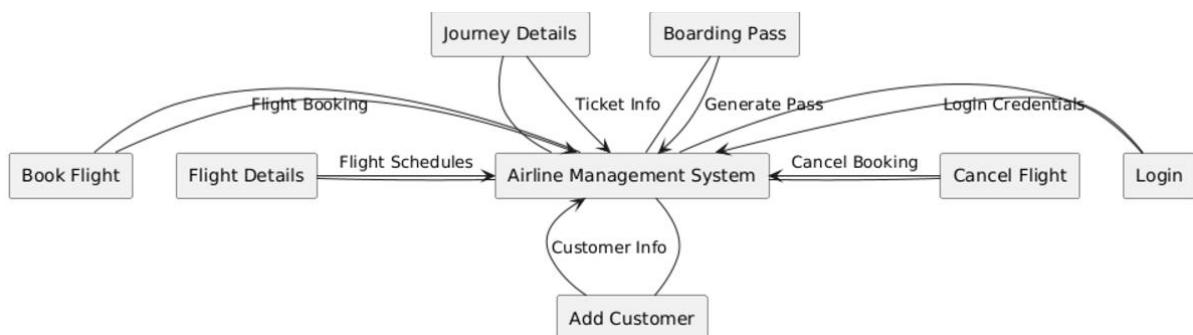 Journey Details
Boarding Pass
Flight Booking
Ticket Info
Generate Pass
Login Credentials
Book Flight
Flight Details
Flight Schedules
Airline Management System
Cancel Booking
Cancel Flight
Login
Customer Info
Add Customer